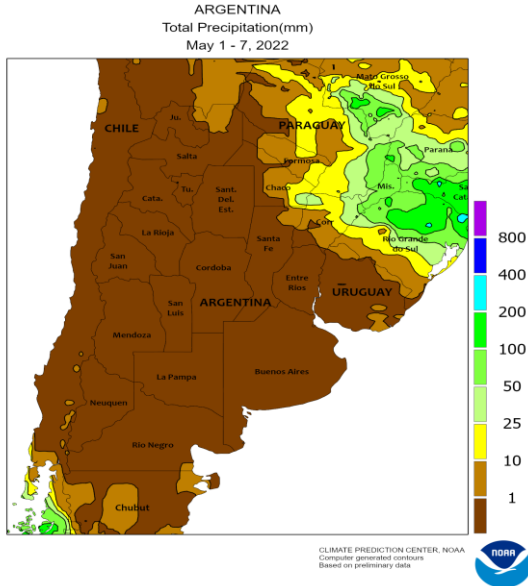 ARGENTINA
Total Precipitation(mm)
May 1 - 7, 2022
Mato Grosso
do Sul
Ju.
CHILE
PARAGUAY
Parana
Salta
Formosa
Tu.
Cata.
Sant.
Del.
Est.
Chaco
Mis.
Sa
Cata
Corr
La Rioja
Santa
Fe
Rio Grande
do Sul
San
Juan
Cordoba
Entre
Rios
URUGUAY
San
Luis
ARGENTINA
Mendoza
La Pampa
Buenos Aires
Neuquen
Rio Negro
Chubut
800
400
200
100
50
25
10
1
CLIMATE PREDICTION CENTER, NOAA
Computer generated contours
Based on preliminary data
NOAA